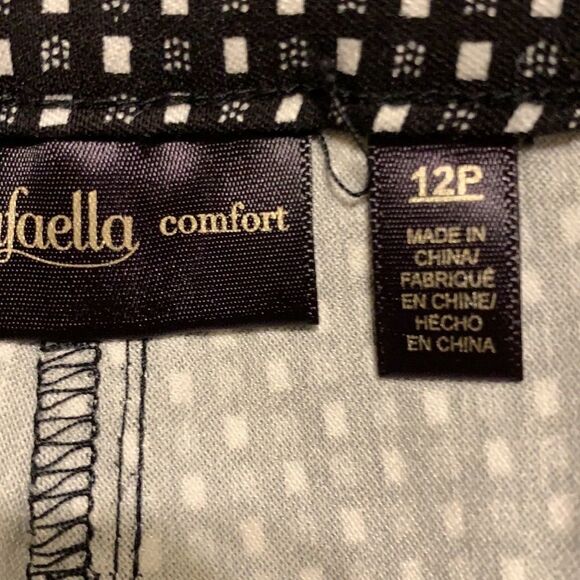 faella comfort
12P
MADE IN
CHINA/
FABRIQUÉ
EN CHINE/
HECHO
EN CHINA